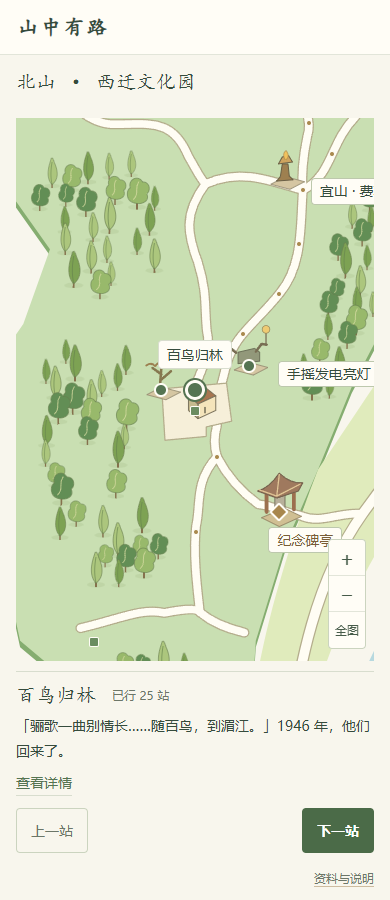 山中有路
北山 • 西迁文化园
宜山 · 费
百鸟归林
手摇发电亮灯
纪念碑亭
+
−
全图
百鸟归林 已行 25 站
「骊歌一曲别情长……随百鸟，到湄江。」1946 年，他们
回来了。
查看详情
上一站 下一站
资料与说明